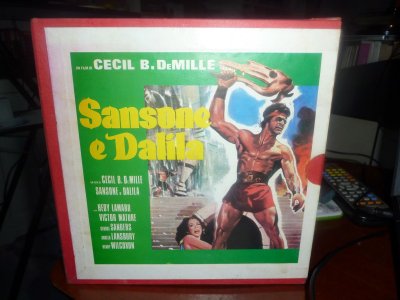 UN FILM DI CECIL B. DeMILLE
Sansone
e Dalila
CECIL B. DeMILLE
SANSONE E DALILA
HEDY LAMARR
VICTOR MATURE
GEORGE SANDERS
ANGELA LANSBURY
HENRY WILCOXON